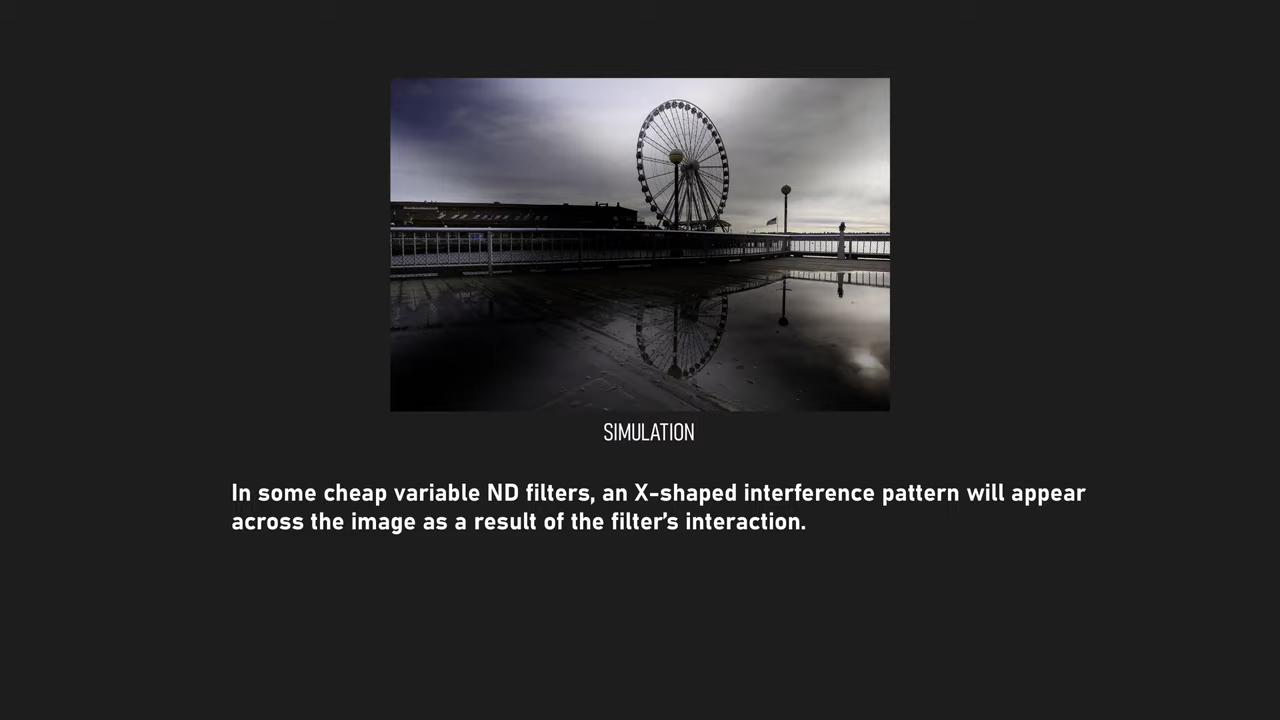 SIMULATION
In some cheap variable ND filters, an X-shaped interference pattern will appear
across the image as a result of the filter's interaction.